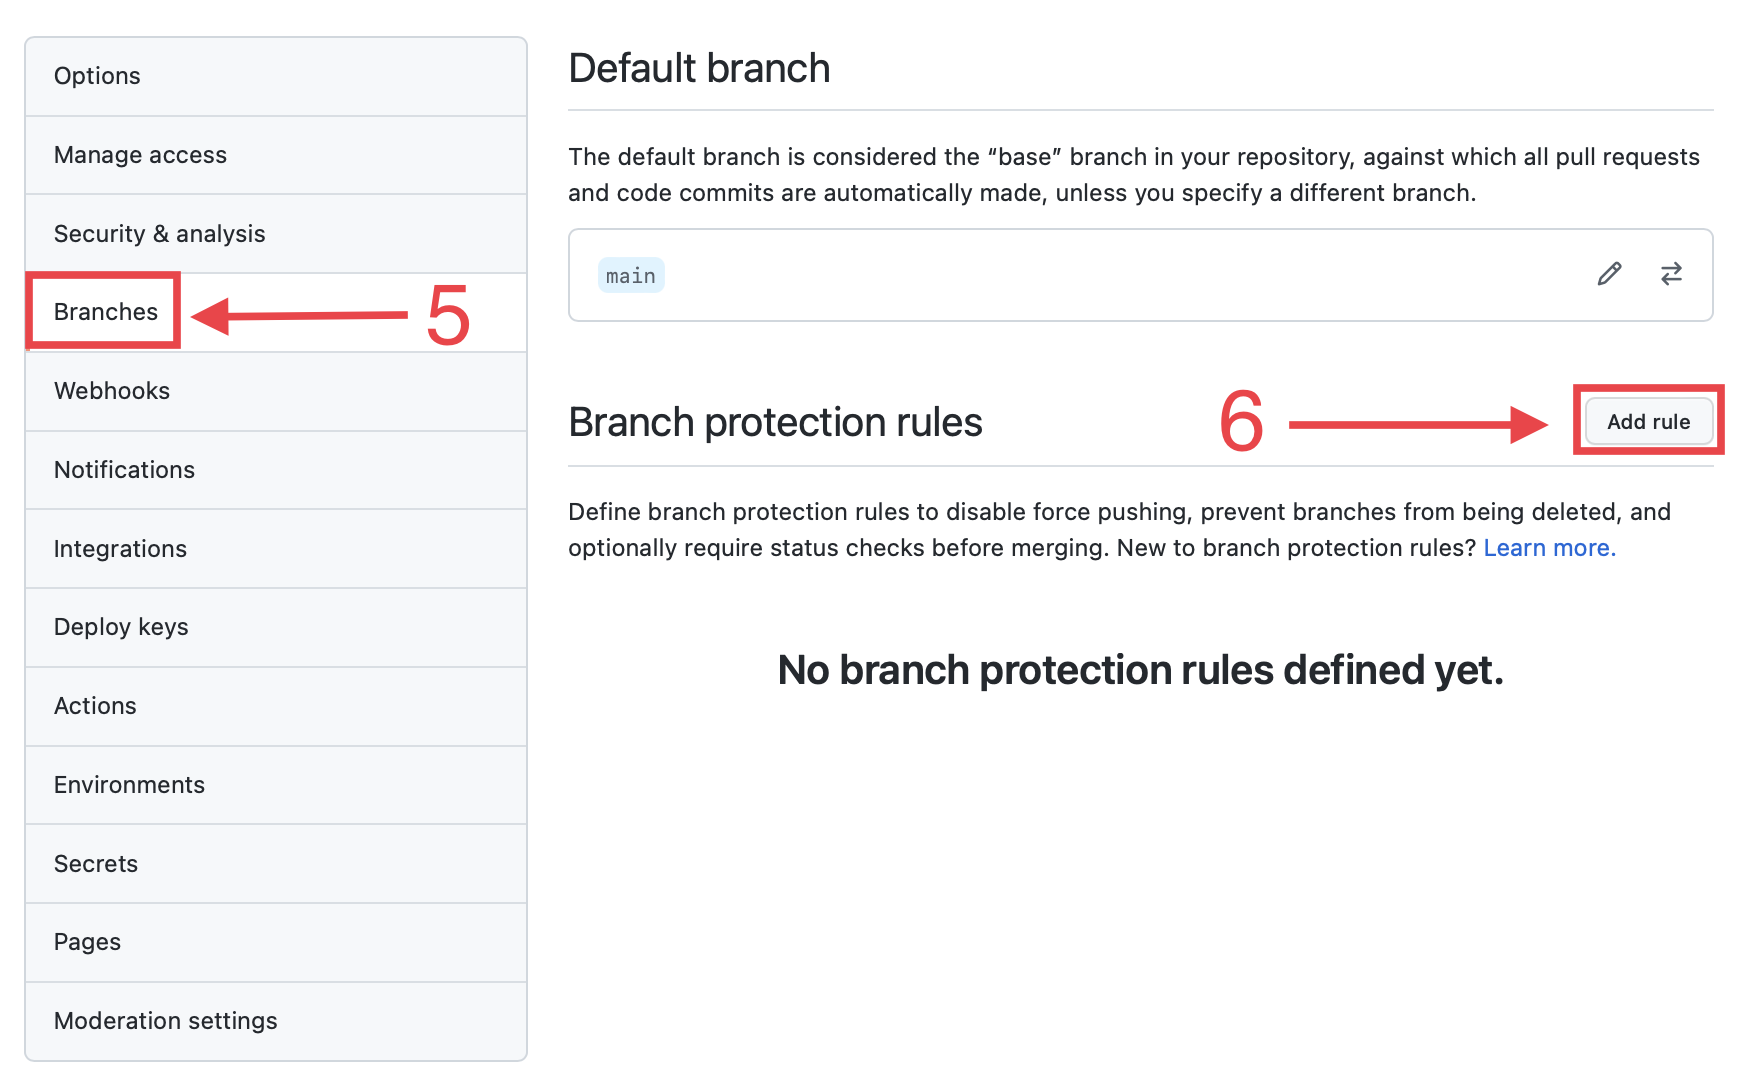 Options
Manage access
Security & analysis
Branches
5
Webhooks
Notifications
Integrations
Deploy keys
Actions
Environments
Secrets
Pages
Moderation settings
Default branch
The default branch is considered the “base” branch in your repository, against which all pull requests
and code commits are automatically made, unless you specify a different branch.
main
Branch protection rules
6
Add rule
Define branch protection rules to disable force pushing, prevent branches from being deleted, and
optionally require status checks before merging. New to branch protection rules? Learn more.
No branch protection rules defined yet.